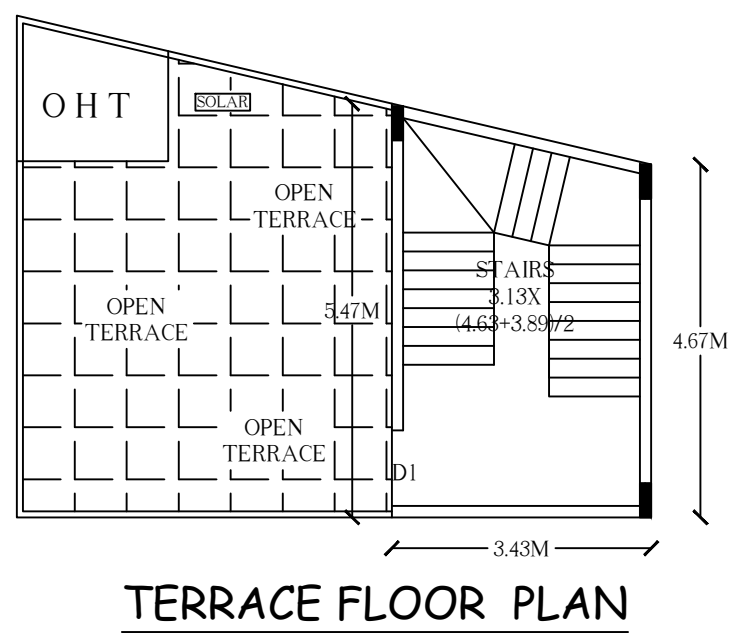 OHT
SOLAR
OPEN
TERRACE
STAIRS
3.13X
(4.63+3.89)/2
OPEN
TERRACE
5.47M
4.67M
OPEN
TERRACE
D1
3.43M
TERRACE FLOOR PLAN